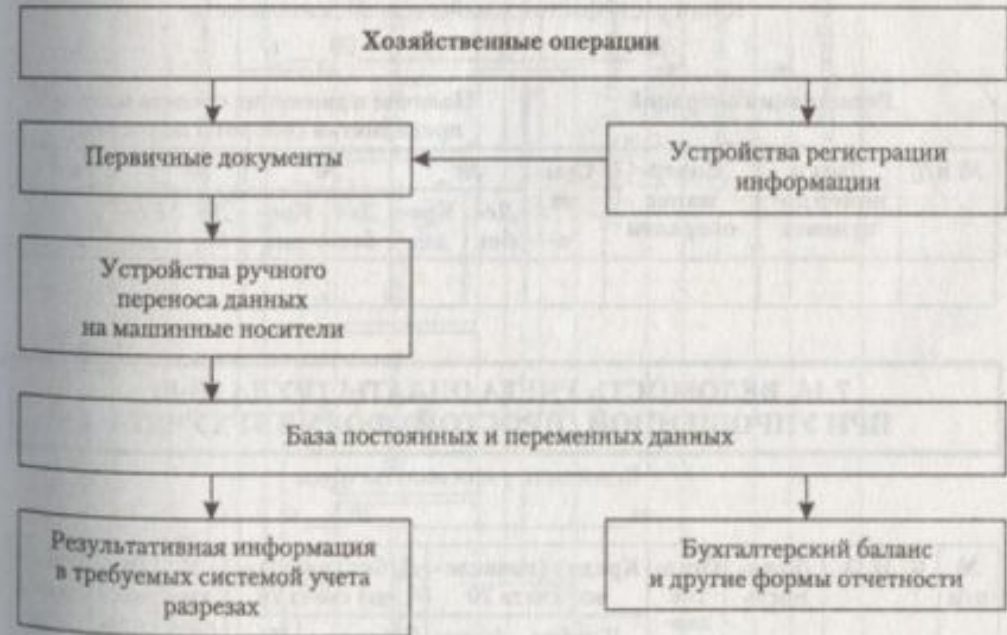 Хозяйственные операции
Первичные документы
Устройства регистрации
информации
Устройства ручного
переноса данных
на машинные носители
База постоянных и переменных данных
Результативная информация
в требуемых системой учета
разрезах
Бухгалтерский баланс
и другие формы отчетности